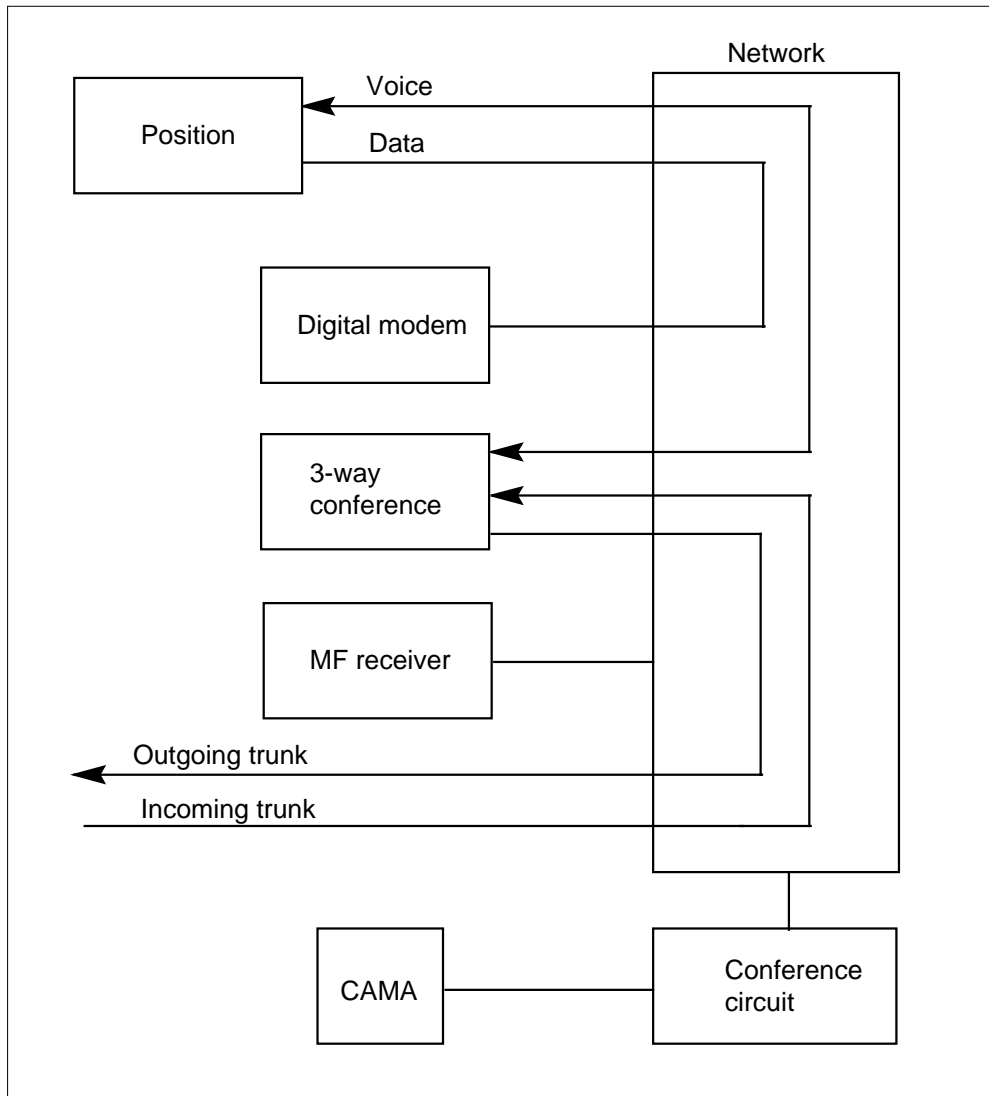 Network
Voice
Position
Data
Digital modem
3-way
conference
MF receiver
Outgoing trunk
Incoming trunk
CAMA
Conference
circuit